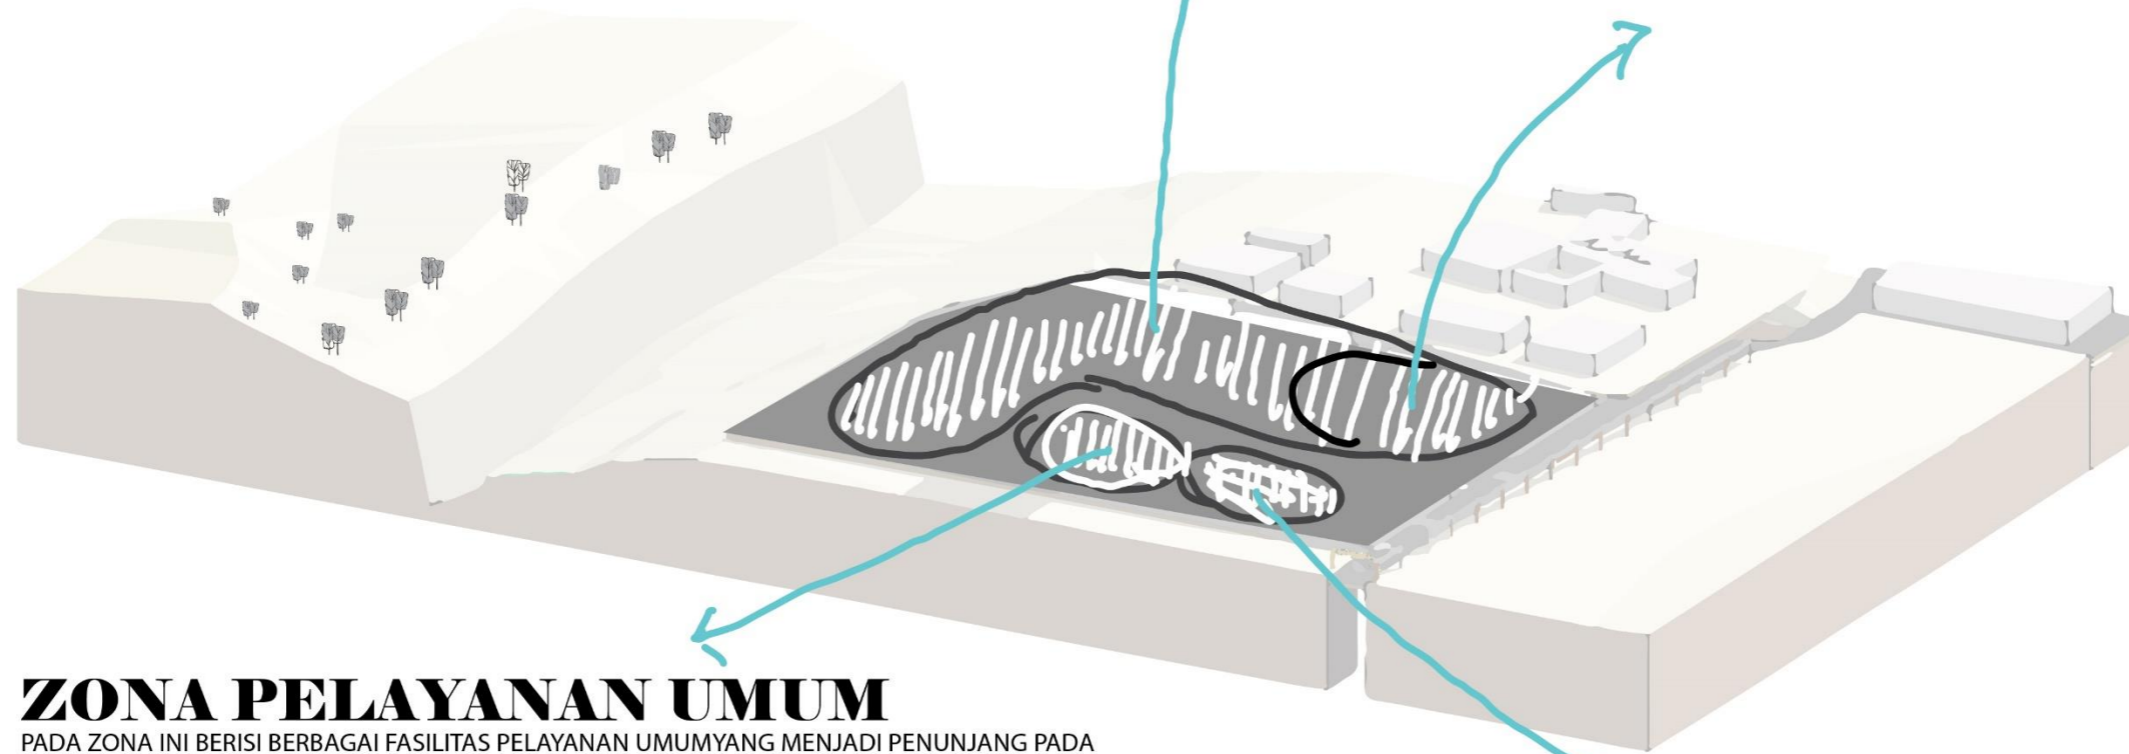 ZONA PELAYANAN UMUM
PADA ZONA INI BERISI BERBAGAI FASILITAS PELAYANAN UMUMYANG MENJADI PENUNJANG PADA